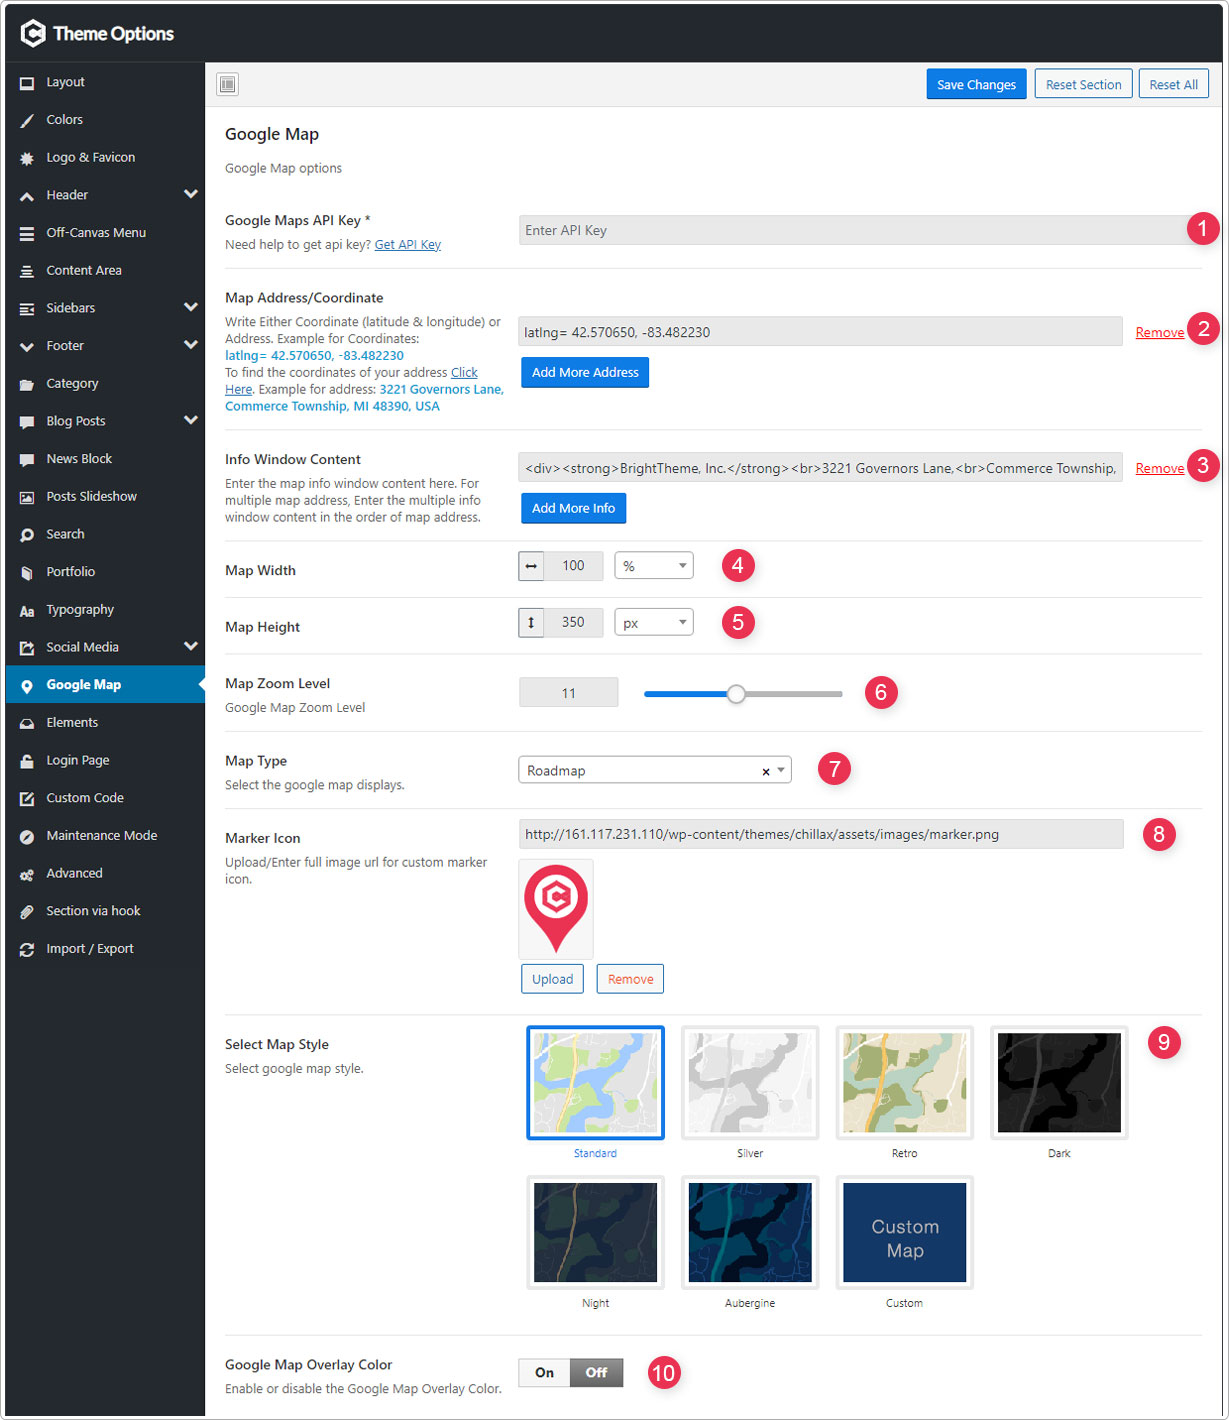 Theme Options
Layout
Colors
Logo & Favicon
Header
Off-Canvas Menu
Content Area
Sidebars
Footer
Category
Blog Posts
News Block
Posts Slideshow
Search
Portfolio
Aa Typography
Social Media
Google Map
Elements
Login Page
Custom Code
Maintenance Mode
Advanced
Section via hook
Import / Export
Save Changes
Reset Section
Reset All
Google Map
Google Map options
Google Maps API Key *
Need help to get api key? Get API Key
Enter API Key
1
Map Address/Coordinate
Write Either Coordinate (latitude & longitude) or
Address. Example for Coordinates:
latlng= 42.570650, -83.482230
To find the coordinates of your address Click
Here. Example for address: 3221 Governors Lane,
Commerce Township, MI 48390, USA
latlng= 42.570650, -83.482230
Remove
2
Add More Address
Info Window Content
Enter the map info window content here. For
multiple map address, Enter the multiple info
window content in the order of map address.
<div><strong>BrightTheme, Inc.</strong><br>3221 Governors Lane,<br>Commerce Township,
Remove
3
Add More Info
Map Width
100
%
4
Map Height
350
px
5
Map Zoom Level
Google Map Zoom Level
11
6
Map Type
Select the google map displays.
Roadmap
×
7
Marker Icon
Upload/Enter full image url for custom marker
icon.
http://161.117.231.110/wp-content/themes/chillax/assets/images/marker.png
8
Upload
Remove
Select Map Style
Select google map style.
9
Standard
Silver
Retro
Dark
Custom
Map
Night
Aubergine
Custom
Google Map Overlay Color
Enable or disable the Google Map Overlay Color.
On
Off
10